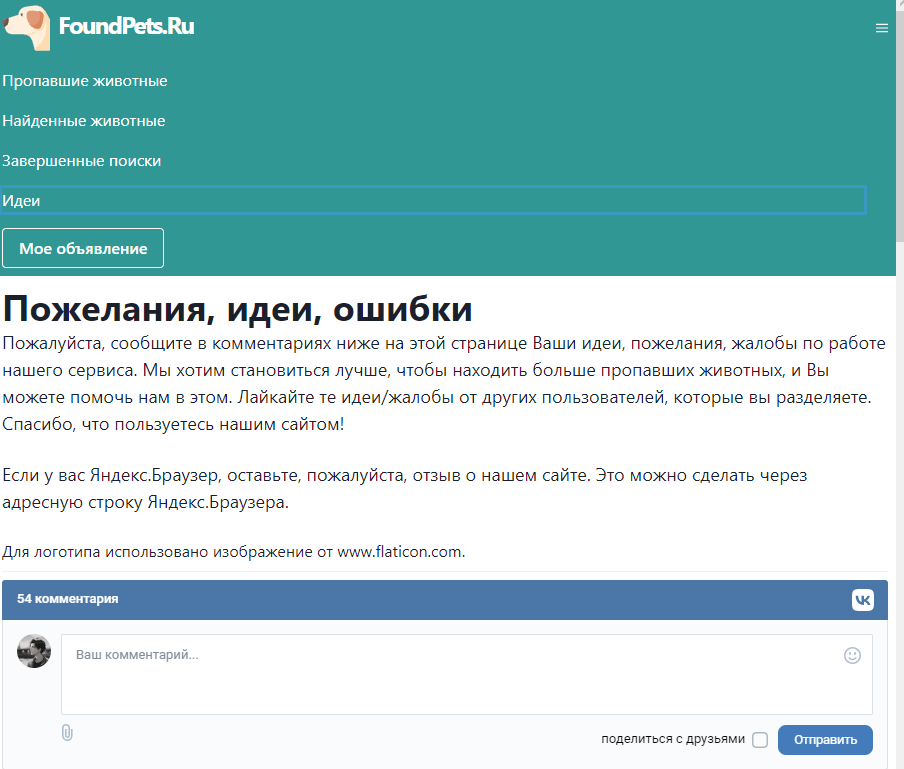 FoundPets.Ru
Пропавшие животные
Найденные животные
Завершенные поиски
Идеи
Мое объявление
Пожелания, идеи, ошибки
Пожалуйста, сообщите в комментариях ниже на этой странице Ваши идеи, пожелания, жалобы по работе
нашего сервиса. Мы хотим становиться лучше, чтобы находить больше пропавших животных, и Вы
можете помочь нам в этом. Лайкайте те идеи/жалобы от других пользователей, которые вы разделяете.
Спасибо, что пользуетесь нашим сайтом!
Если у вас Яндекс.Браузер, оставьте, пожалуйста, отзыв о нашем сайте. Это можно сделать через
адресную строку Яндекс.Браузера.
Для логотипа использовано изображение от www.flaticon.com.
54 комментария
Ваш комментарий...
поделиться с друзьями
Отправить